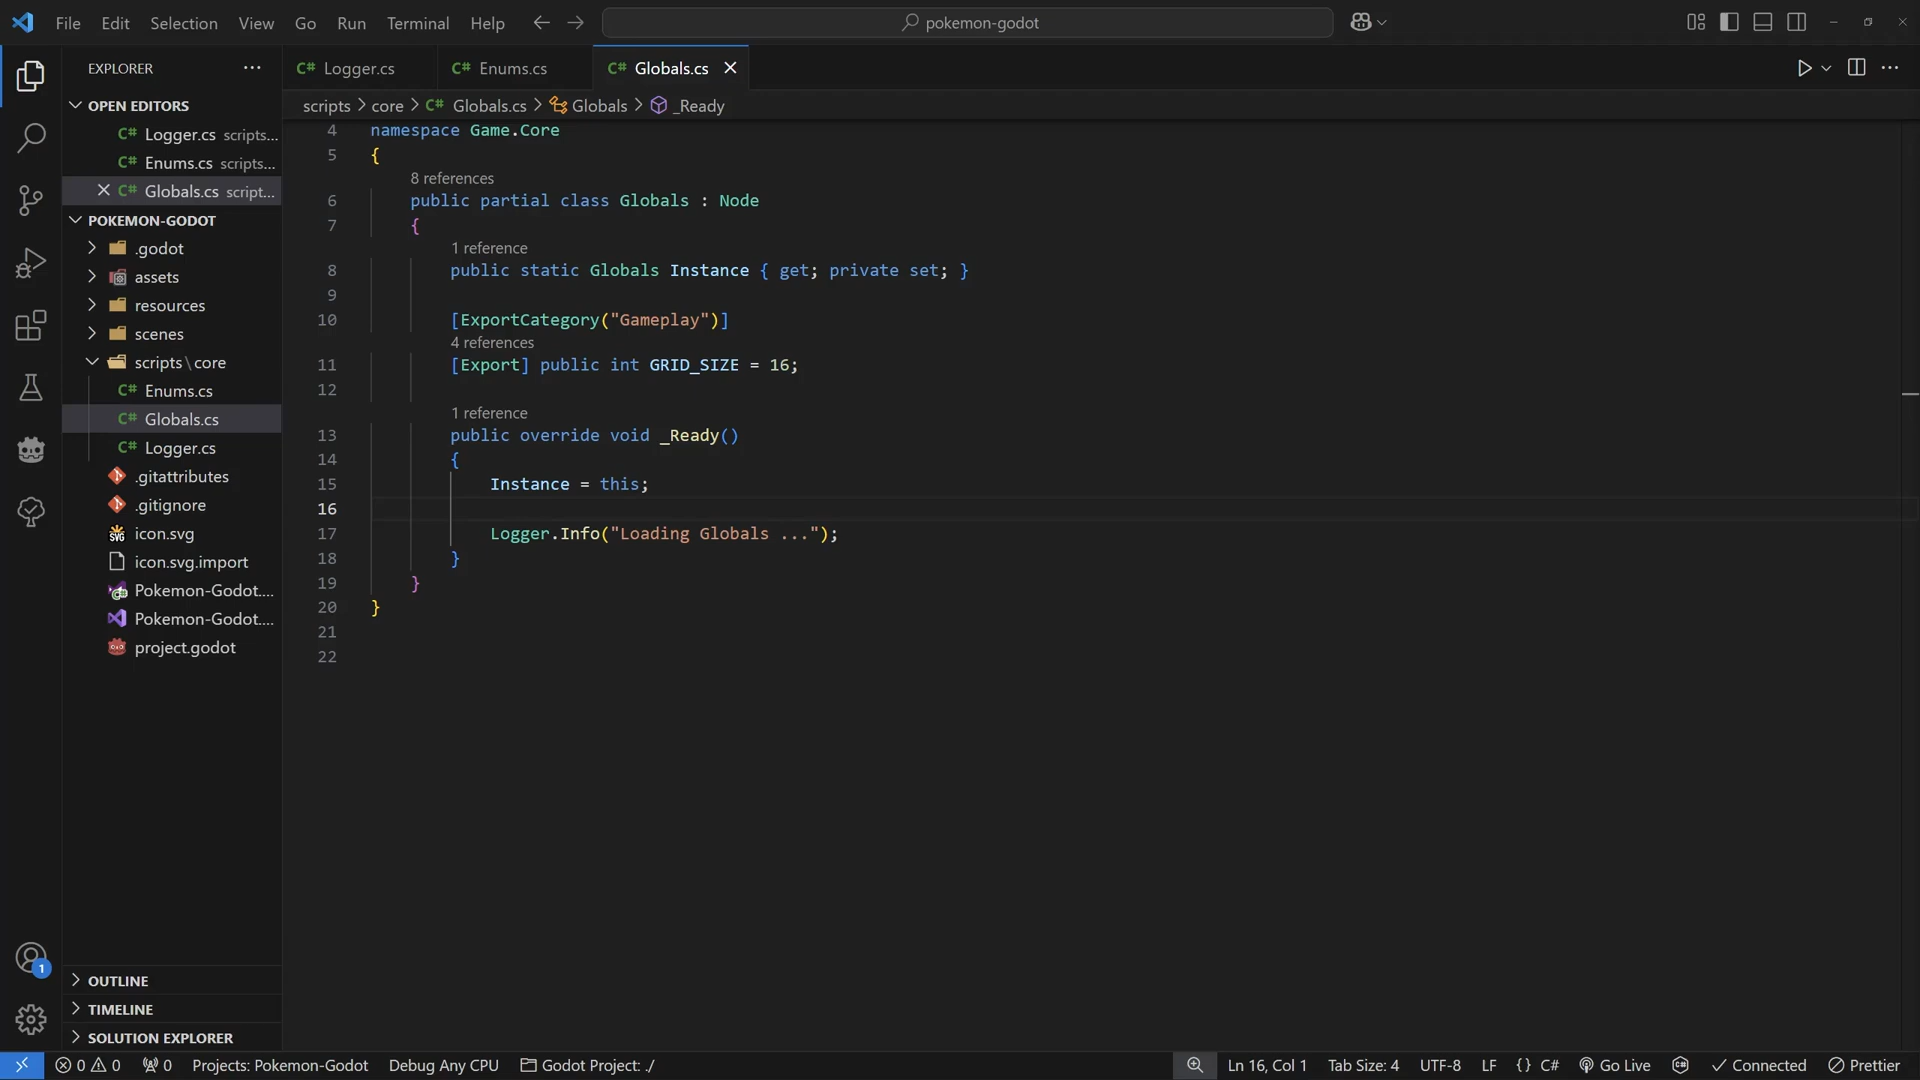 File Edit Selection View Go Run Terminal Help
pokemon-godot
EXPLORER
OPEN EDITORS
Logger.cs scripts...
Enums.cs scripts...
Globals.cs script...
POKEMON-GODOT
.godot
assets
resources
scenes
scripts\core
Enums.cs
Globals.cs
Logger.cs
.gitattributes
.gitignore
icon.svg
icon.svg.import
Pokemon-Godot....
Pokemon-Godot....
project.godot
OUTLINE
TIMELINE
SOLUTION EXPLORER
C# Logger.cs C# Enums.cs C# Globals.cs
scripts > core > C# Globals.cs > Globals > _Ready
4 namespace Game.Core
5 {
8 references
6 public partial class Globals : Node
7 {
1 reference
8 public static Globals Instance { get; private set; }
9
10 [ExportCategory("Gameplay")]
4 references
11 [Export] public int GRID_SIZE = 16;
12
1 reference
13 public override void _Ready()
14 {
15 Instance = this;
16
17 Logger.Info("Loading Globals ...");
18 }
19 }
20 }
21
22
1
0 0 0 Projects: Pokemon-Godot Debug Any CPU Godot Project: ./ Ln 16, Col 1 Tab Size: 4 UTF-8 LF {} C# Go Live Connected Prettier